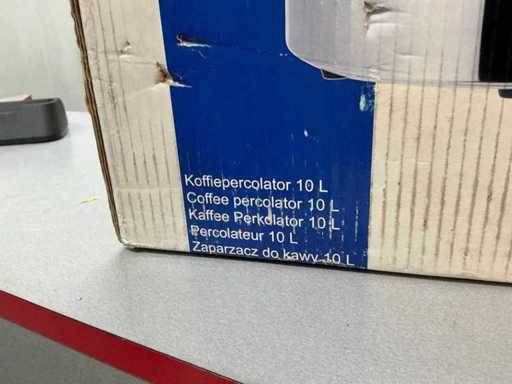 Koffiepercolator 10 L
Coffee percolator 10 L
Kaffee Perkolator 10 L
Percolateur 10 L
Zaparzacz do kawy 10 L